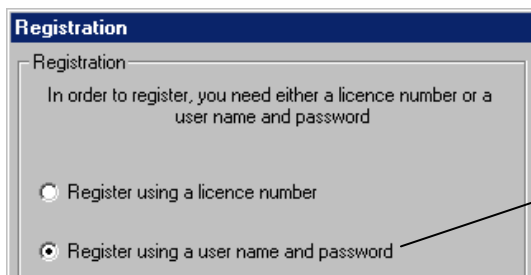 Registration
Registration
In order to register, you need either a licence number or a
user name and password
Register using a licence number
Register using a user name and password